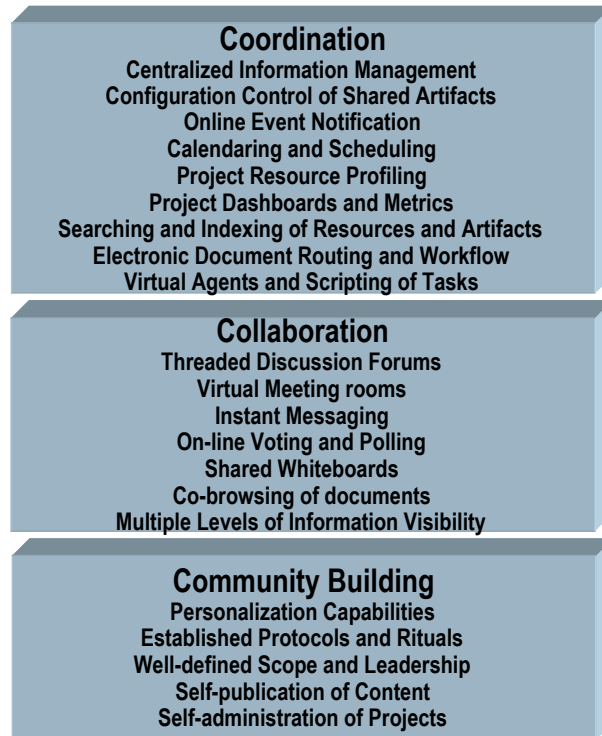 Coordination
Centralized Information Management
Configuration Control of Shared Artifacts
Online Event Notification
Calendaring and Scheduling
Project Resource Profiling
Project Dashboards and Metrics
Searching and Indexing of Resources and Artifacts
Electronic Document Routing and Workflow
Virtual Agents and Scripting of Tasks
Collaboration
Threaded Discussion Forums
Virtual Meeting rooms
Instant Messaging
On-line Voting and Polling
Shared Whiteboards
Co-browsing of documents
Multiple Levels of Information Visibility
Community Building
Personalization Capabilities
Established Protocols and Rituals
Well-defined Scope and Leadership
Self-publication of Content
Self-administration of Projects